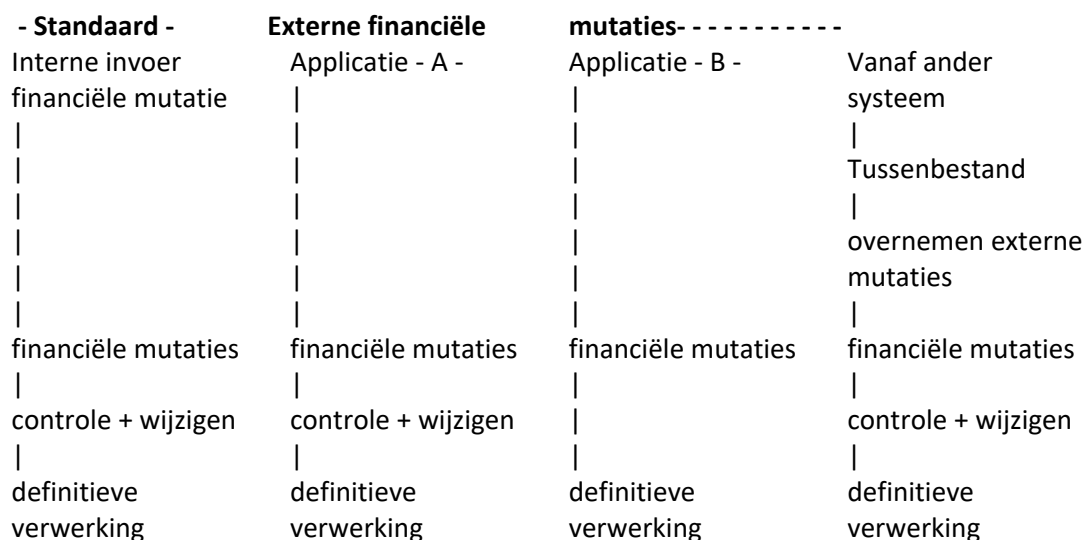 - Standaard - Externe financiële mutaties- - - - - - - - - - -
Interne invoer Applicatie - A - Applicatie - B - Vanaf ander
financiële mutatie | | systeem
| | | |
| | | Tussenbestand
| | | |
| | | overnemen externe
| | | mutaties
| | | |
financiële mutaties financiële mutaties financiële mutaties financiële mutaties
| | | |
controle + wijzigen controle + wijzigen | controle + wijzigen
| | | |
definitieve definitieve definitieve definitieve
verwerking verwerking verwerking verwerking